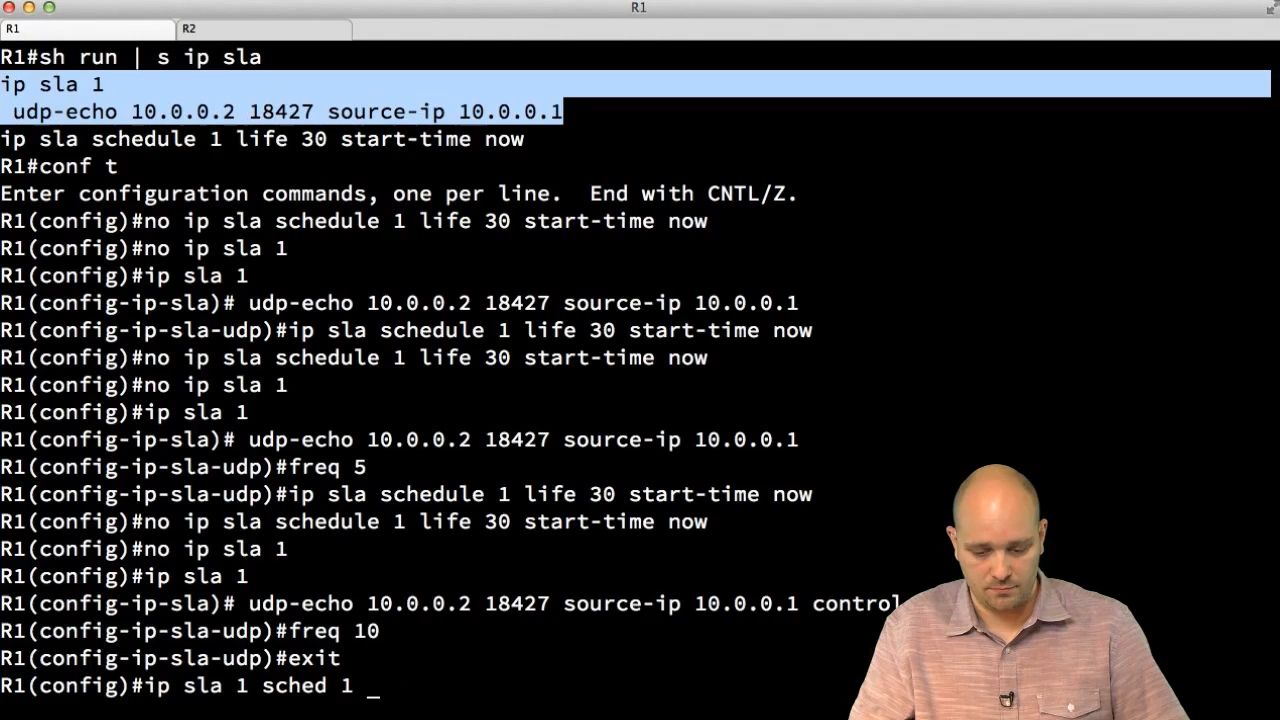 R1
R1
R2
R1#sh run | s ip sla
ip sla 1
 udp-echo 10.0.0.2 18427 source-ip 10.0.0.1
ip sla schedule 1 life 30 start-time now
R1#conf t
Enter configuration commands, one per line.  End with CNTL/Z.
R1(config)#no ip sla schedule 1 life 30 start-time now
R1(config)#no ip sla 1
R1(config)#ip sla 1
R1(config-ip-sla)# udp-echo 10.0.0.2 18427 source-ip 10.0.0.1
R1(config-ip-sla-udp)#ip sla schedule 1 life 30 start-time now
R1(config)#no ip sla schedule 1 life 30 start-time now
R1(config)#no ip sla 1
R1(config)#ip sla 1
R1(config-ip-sla)# udp-echo 10.0.0.2 18427 source-ip 10.0.0.1
R1(config-ip-sla-udp)#freq 5
R1(config-ip-sla-udp)#ip sla schedule 1 life 30 start-time now
R1(config)#no ip sla schedule 1 life 30 start-time now
R1(config)#no ip sla 1
R1(config)#ip sla 1
R1(config-ip-sla)# udp-echo 10.0.0.2 18427 source-ip 10.0.0.1 control
R1(config-ip-sla-udp)#freq 10
R1(config-ip-sla-udp)#exit
R1(config)#ip sla 1 sched 1 _